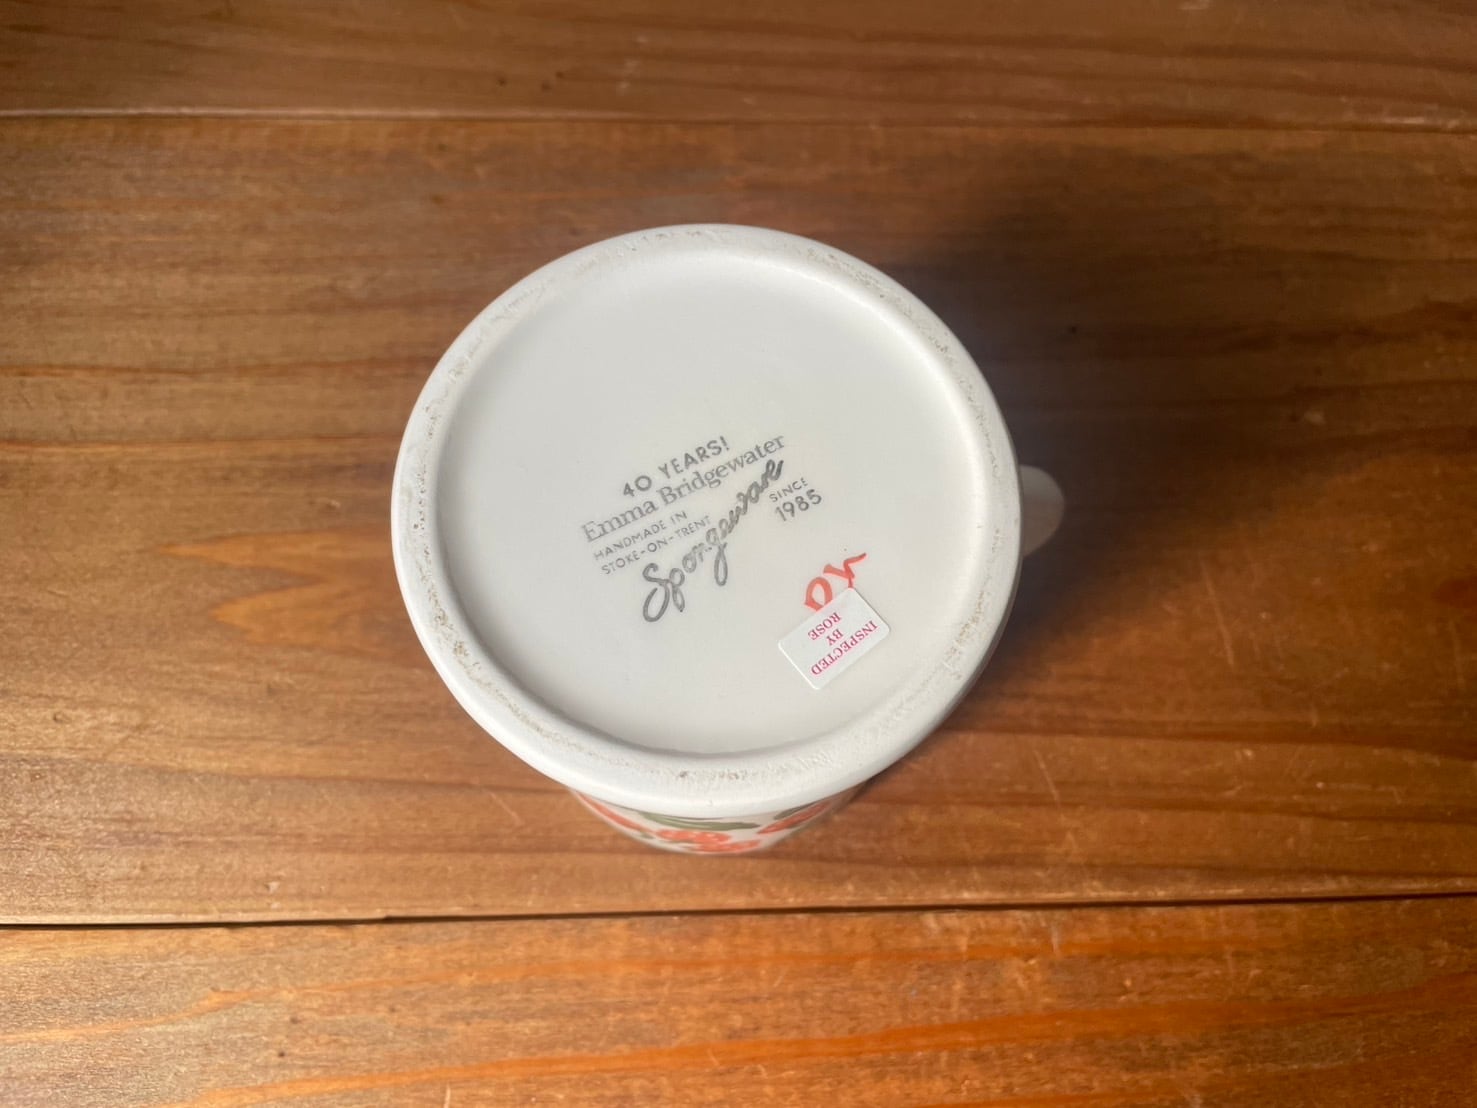 40 YEARS!
Emma Bridgewater
HANDMADE IN
STOKE-ON-TRENT
Spongeware
SINCE
1985
INSPECTED
BY
ROSE